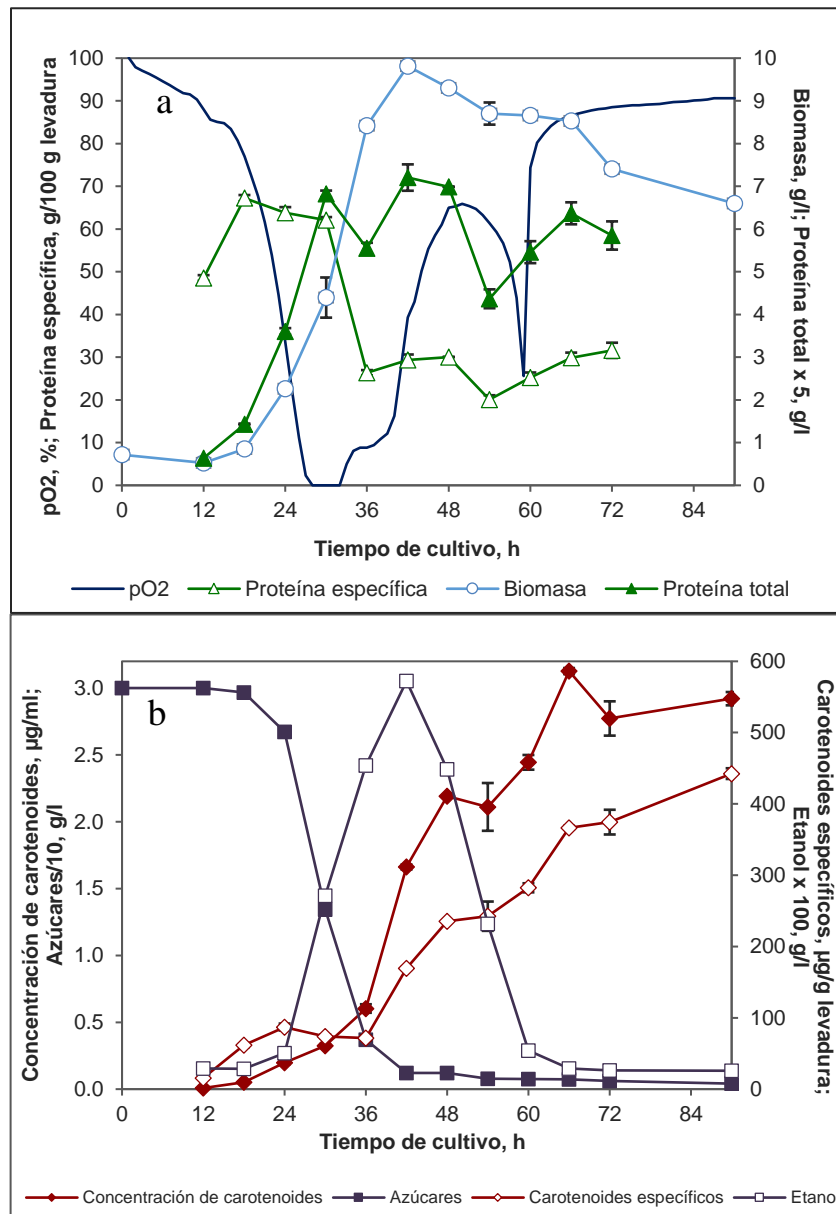 a
pO2, %; Proteína específica, g/100 g levadura
100
90
80
70
60
50
40
30
20
10
0
10
9
8
7
6
5
4
3
2
1
0
Biomasa, g/l; Proteína total x 5, g/l
0 12 24 36 48 60 72 84
Tiempo de cultivo, h
pO2 Proteína específica Biomasa Proteína total
b
Concentración de carotenoides, µg/ml;
Azúcares/10, g/l
3.0
2.5
2.0
1.5
1.0
0.5
0.0
600
500
400
300
200
100
0
Carotenoides específicos, µg/g levadura;
Etanol x 100, g/l
0 12 24 36 48 60 72 84
Tiempo de cultivo, h
Concentración de carotenoides Azúcares Carotenoides específicos Etano